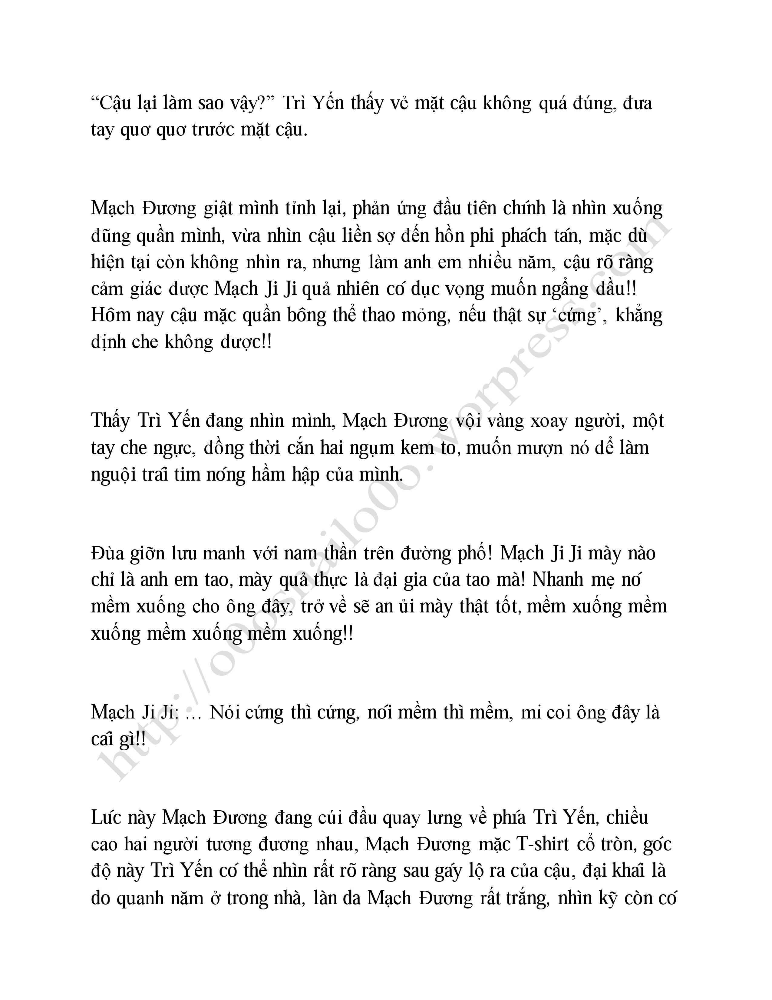 “Cậu lại làm sao vậy?” Trì Yến thấy vẻ mặt cậu không quá đúng, đưa
tay quơ quơ trước mặt cậu.
Mạch Đương giật mình tỉnh lại, phản ứng đầu tiên chính là nhìn xuống
đũng quần mình, vừa nhìn cậu liền sợ đến hồn phi phách tán, mặc dù
hiện tại còn không nhìn ra, nhưng làm anh em nhiều năm, cậu rõ ràng
cảm giác được Mạch Ji Ji quả nhiên có dục vọng muốn ngẩng đầu!!
Hôm nay cậu mặc quần bông thể thao mỏng, nếu thật sự ‘cứng’, khẳng
định che không được!!
Thấy Trì Yến đang nhìn mình, Mạch Đương vội vàng xoay người, một
tay che ngực, đồng thời cắn hai ngụm kem to, muốn mượn nó để làm
nguội trái tim nóng hầm hập của mình.
Đùa giỡn lưu manh với nam thần trên đường phố! Mạch Ji Ji mày nào
chỉ là anh em tao, mày quả thực là đại gia của tao mà! Nhanh mẹ nó
mềm xuống cho ông đây, trở về sẽ an ủi mày thật tốt, mềm xuống mềm
xuống mềm xuống mềm xuống!!
Mạch Ji Ji: … Nói cứng thì cứng, nói mềm thì mềm, mi coi ông đây là
cái gì!!
Lúc này Mạch Đương đang cúi đầu quay lưng về phía Trì Yến, chiều
cao hai người tương đương nhau, Mạch Đương mặc T-shirt cổ tròn, góc
độ này Trì Yến có thể nhìn rất rõ ràng sau gáy lộ ra của cậu, đại khái là
do quanh năm ở trong nhà, làn da Mạch Đương rất trắng, nhìn kỹ còn có
http://o0osnailo0o.worpress.com